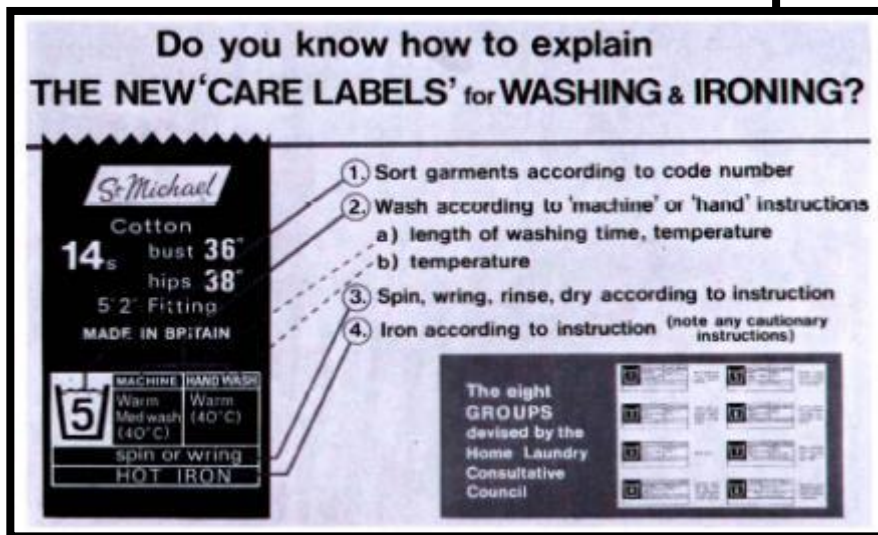 Do you know how to explain
THE NEW 'CARE LABELS' for WASHING & IRONING?
St Michael
Cotton
14s bust 36"
hips 38"
5' 2" Fitting
MADE IN BRITAIN
5
MACHINE HAND WASH
Warm Warm
Med wash (40°C)
(40°C)
spin or wring
HOT IRON
1. Sort garments according to code number
2. Wash according to 'machine' or 'hand' instructions
a) length of washing time, temperature
b) temperature
3. Spin, wring, rinse, dry according to instruction
4. Iron according to instruction (note any cautionary
instructions)
The eight
GROUPS
devised by the
Home Laundry
Consultative
Council